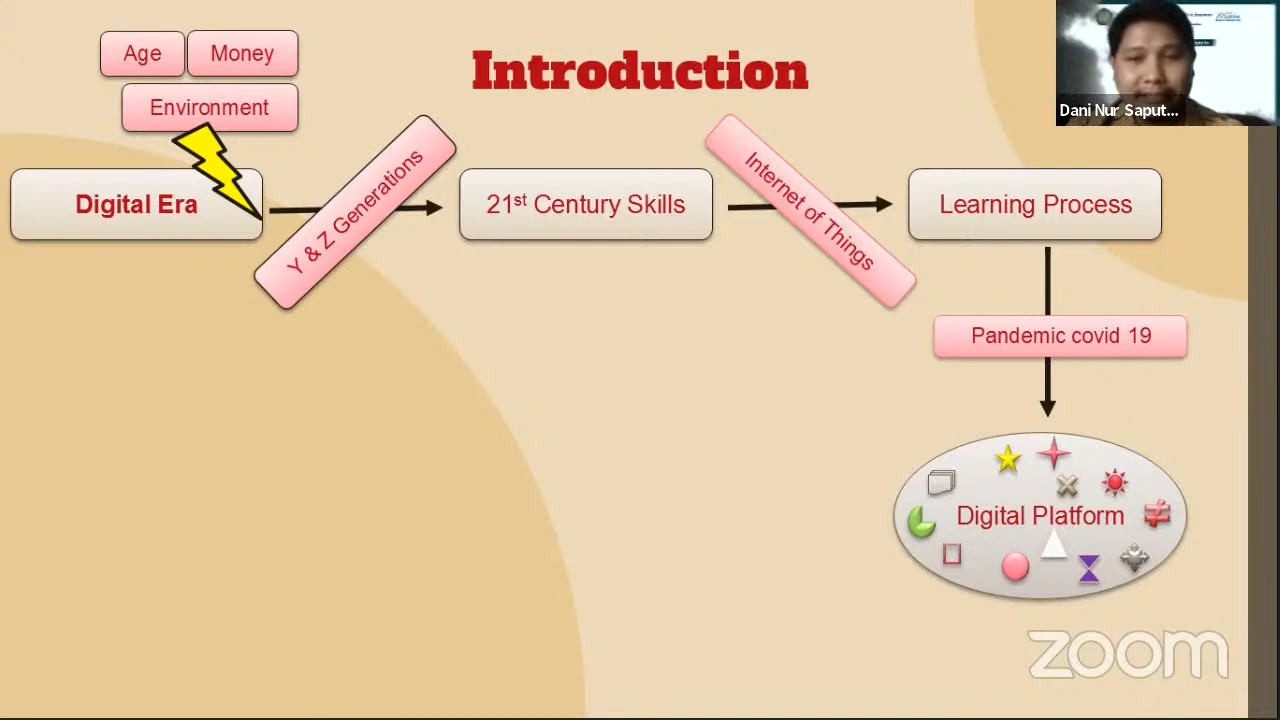 Introduction
Age
Money
Environment
Digital Era
Y & Z Generations
21st Century Skills
Internet of Things
Learning Process
Pandemic covid 19
Digital Platform
Dani Nur Saput...
zoom